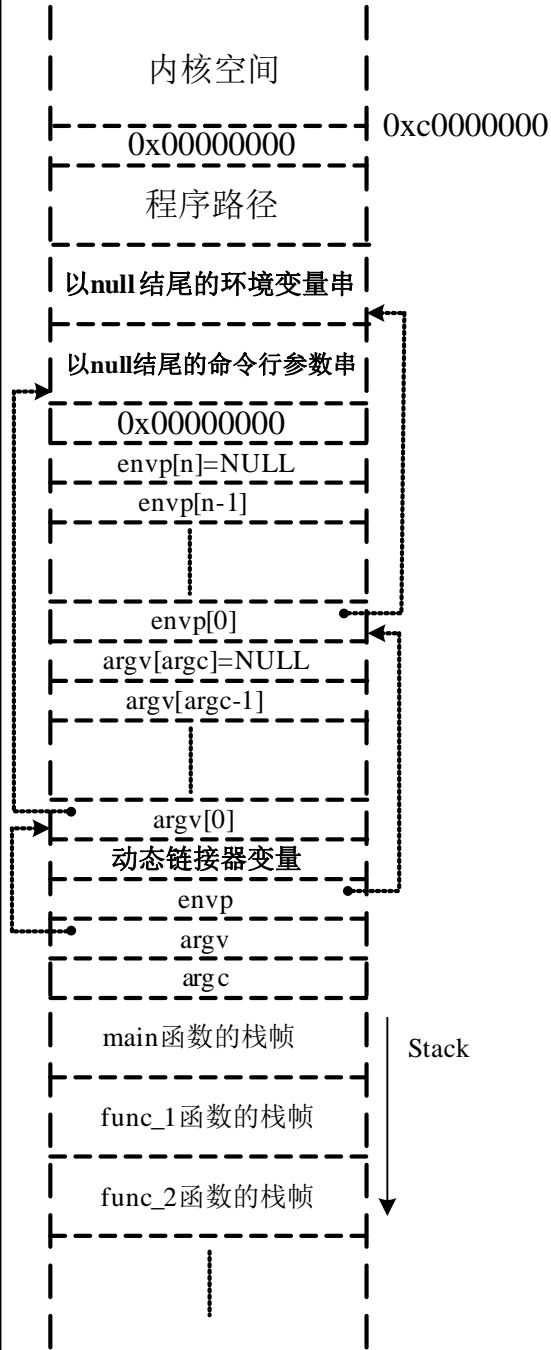 内核空间
0xc0000000
0x00000000
程序路径
以null结尾的环境变量串
以null结尾的命令行参数串
0x00000000
envp[n]=NULL
envp[n-1]
envp[0]
argv[argc]=NULL
argv[argc-1]
argv[0]
动态链接器变量
envp
argv
argc
main函数的栈帧
Stack
func_1函数的栈帧
func_2函数的栈帧